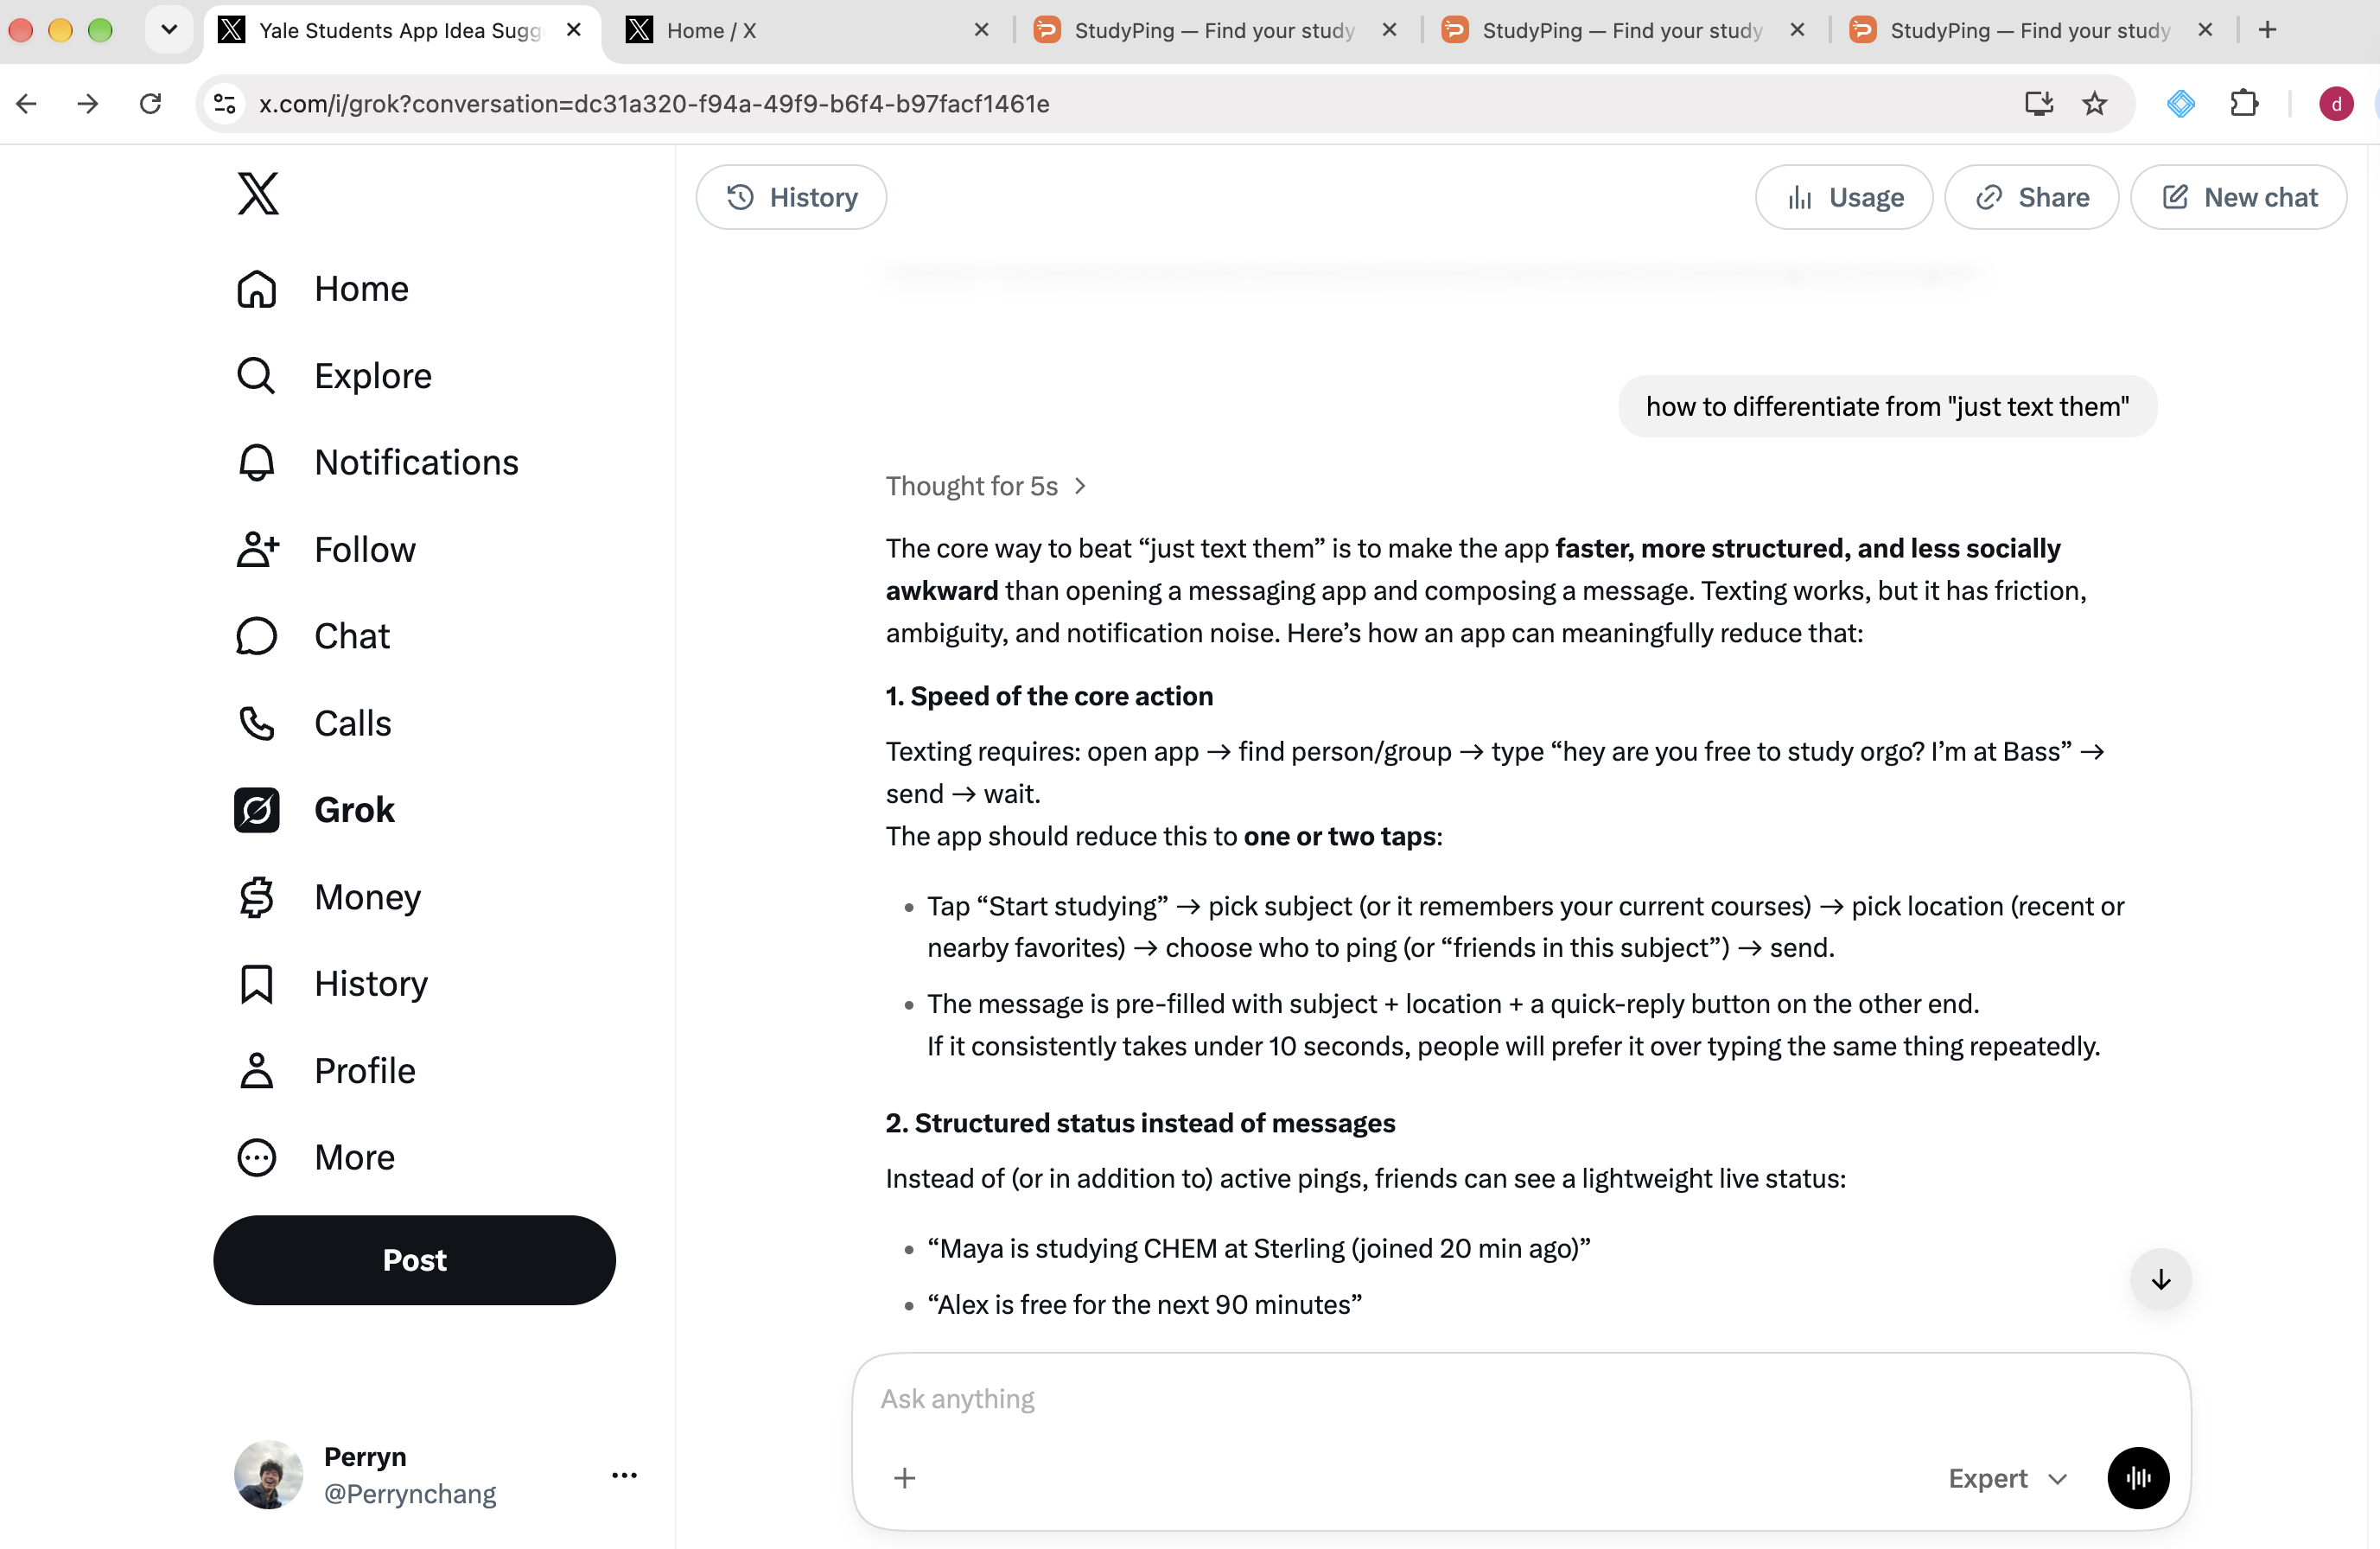 Yale Students App Idea Sugg
Home / X
StudyPing — Find your study
StudyPing — Find your study
StudyPing — Find your study
x.com/i/grok?conversation=dc31a320-f94a-49f9-b6f4-b97facf1461e
d
History
Usage
Share
New chat
Home
Explore
Notifications
Follow
Chat
Calls
Grok
Money
History
Profile
More
Post
Perryn
@Perrynchang
how to differentiate from "just text them"
Thought for 5s
The core way to beat “just text them” is to make the app faster, more structured, and less socially
awkward than opening a messaging app and composing a message. Texting works, but it has friction,
ambiguity, and notification noise. Here’s how an app can meaningfully reduce that:
1. Speed of the core action
Texting requires: open app → find person/group → type “hey are you free to study orgo? I’m at Bass” →
send → wait.
The app should reduce this to one or two taps:
• Tap “Start studying” → pick subject (or it remembers your current courses) → pick location (recent or
nearby favorites) → choose who to ping (or “friends in this subject”) → send.
• The message is pre-filled with subject + location + a quick-reply button on the other end.
If it consistently takes under 10 seconds, people will prefer it over typing the same thing repeatedly.
2. Structured status instead of messages
Instead of (or in addition to) active pings, friends can see a lightweight live status:
• “Maya is studying CHEM at Sterling (joined 20 min ago)”
• “Alex is free for the next 90 minutes”
Ask anything
Expert